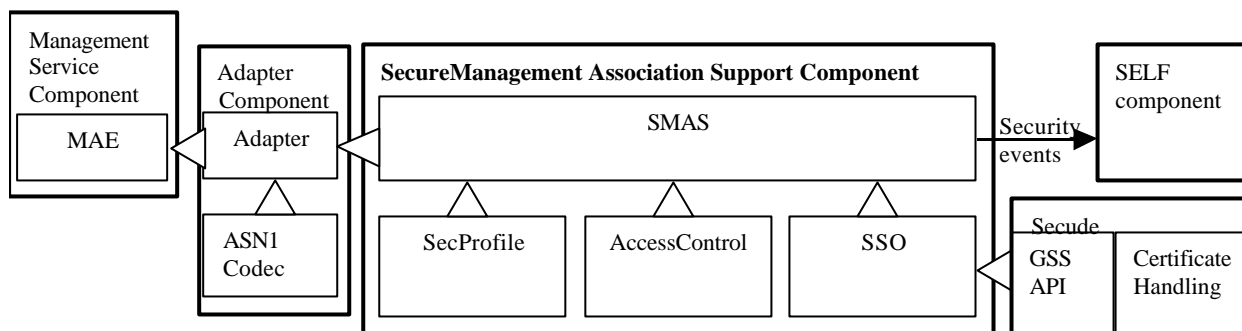 Management
Service
Component
MAE
Adapter
Component
Adapter
ASN1
Codec
SecureManagement Association Support Component
SMAS
SecProfile
AccessControl
SSO
Security
events
SELF
component
Secude
GSS
API
Certificate
Handling